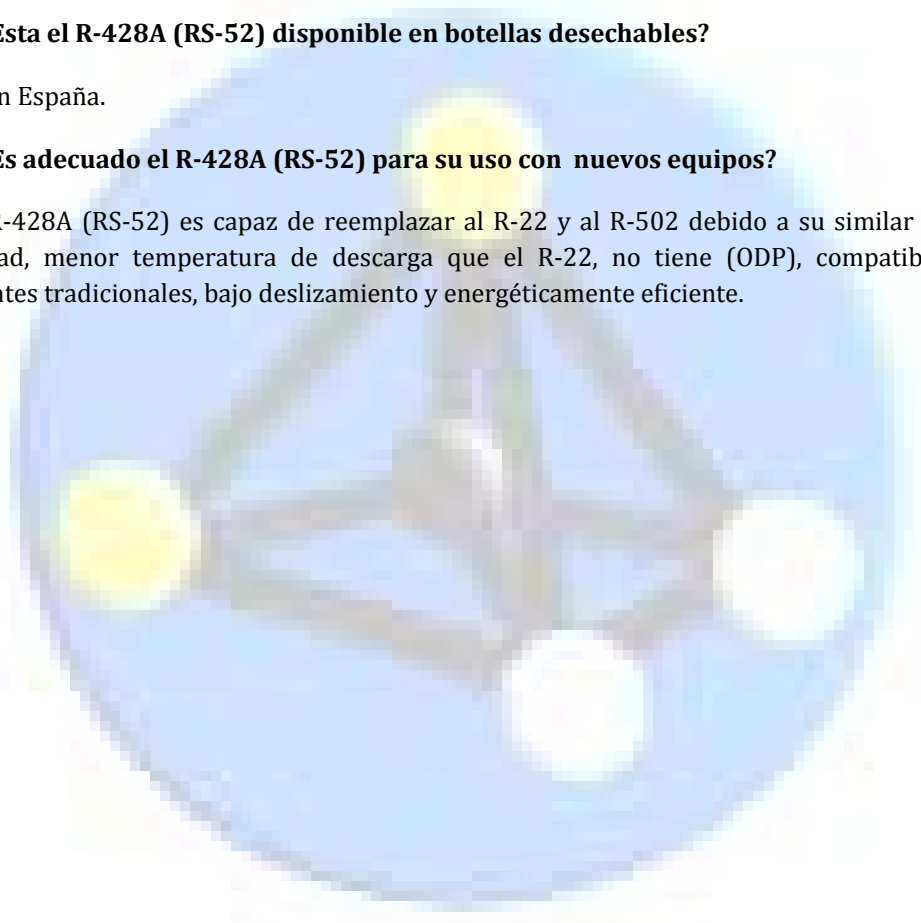 Esta el R-428A (RS-52) disponible en botellas desechables?
n España.
Es adecuado el R-428A (RS-52) para su uso con nuevos equipos?
R-428A (RS-52) es capaz de reemplazar al R-22 y al R-502 debido a su similar
ad, menor temperatura de descarga que el R-22, no tiene (ODP), compatib
ntes tradicionales, bajo deslizamiento y energéticamente eficiente.